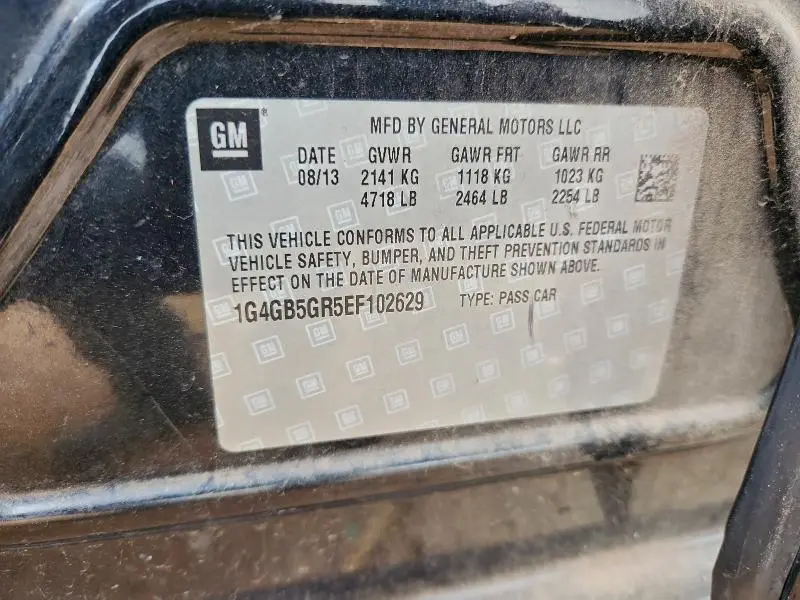 GM
MFD BY GENERAL MOTORS LLC
DATE GVWR GAWR FRT GAWR RR
08/13 2141 KG 1118 KG 1023 KG
4718 LB 2464 LB 2254 LB
THIS VEHICLE CONFORMS TO ALL APPLICABLE U.S. FEDERAL MOTOR
VEHICLE SAFETY, BUMPER, AND THEFT PREVENTION STANDARDS IN
EFFECT ON THE DATE OF MANUFACTURE SHOWN ABOVE.
1G4GB5GR5EF102629 TYPE: PASS CAR